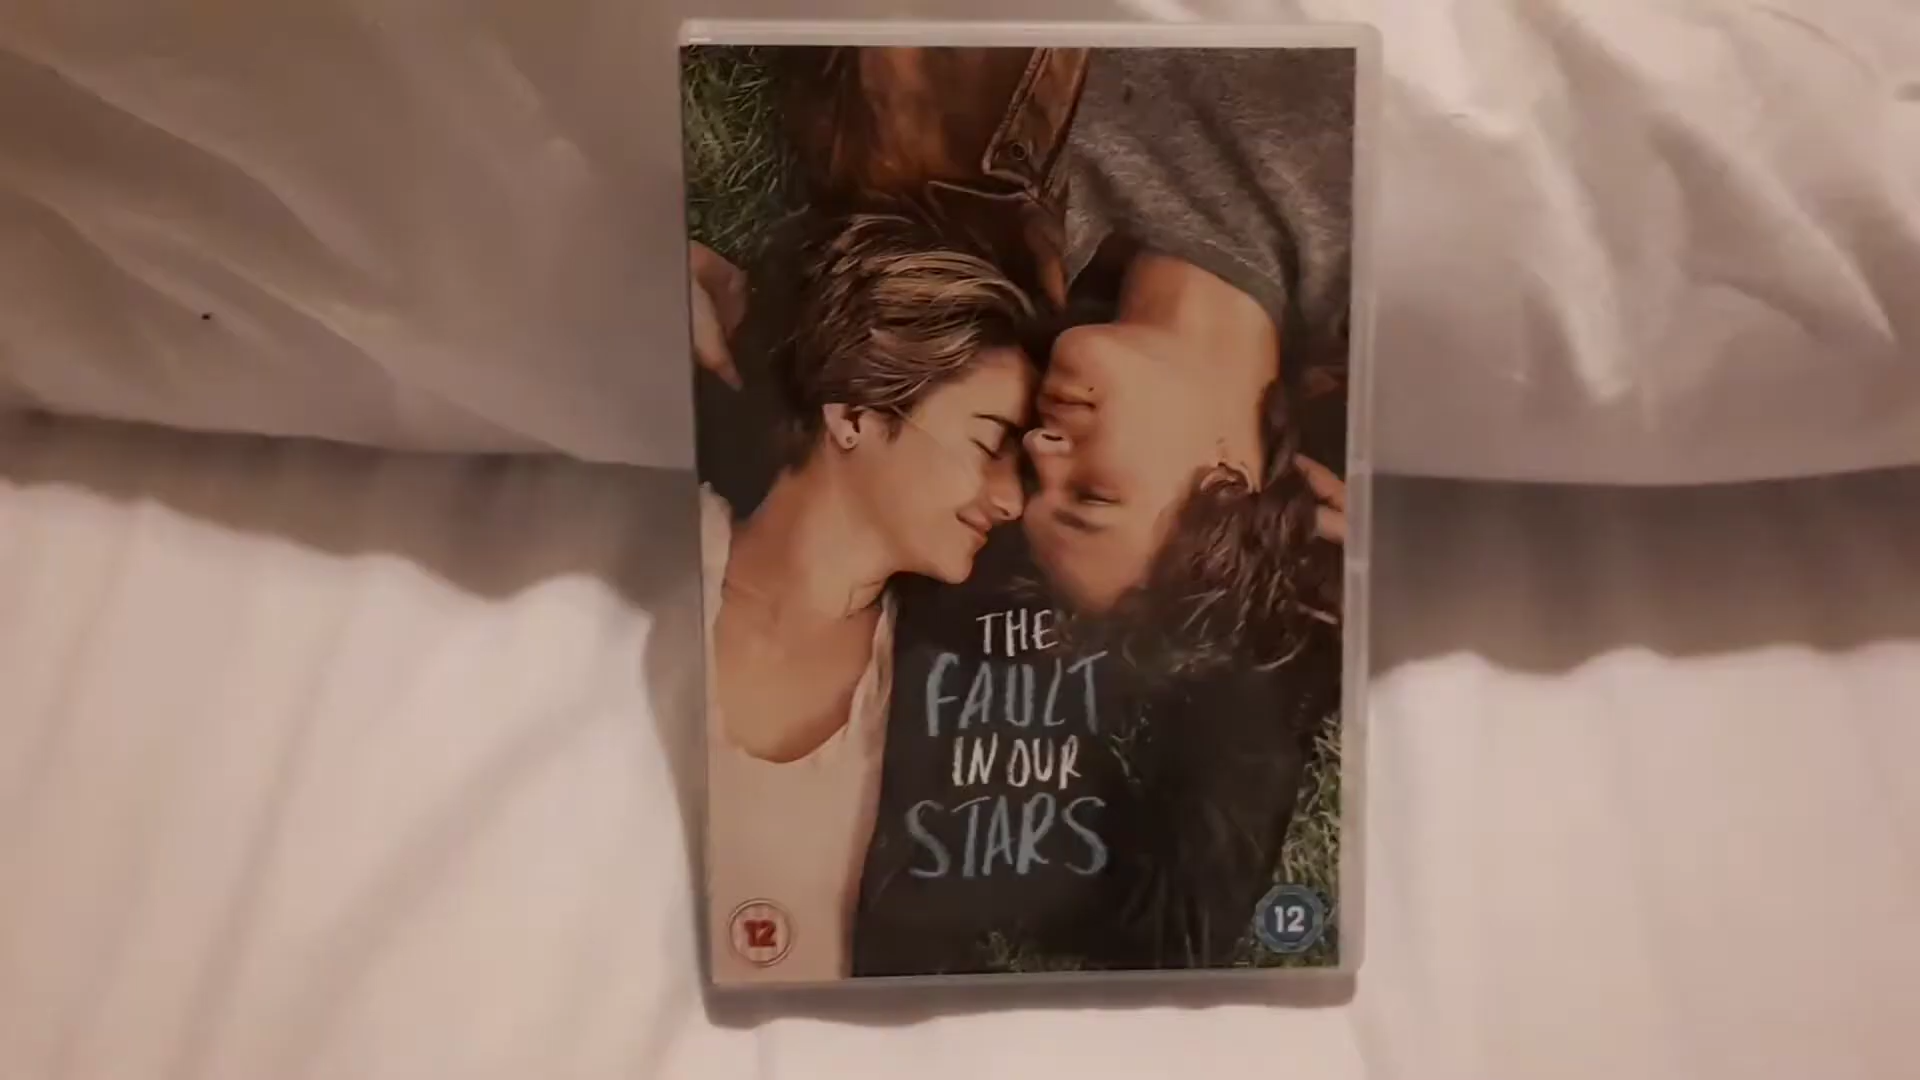 THE
FAULT
IN OUR
STARS
12
12